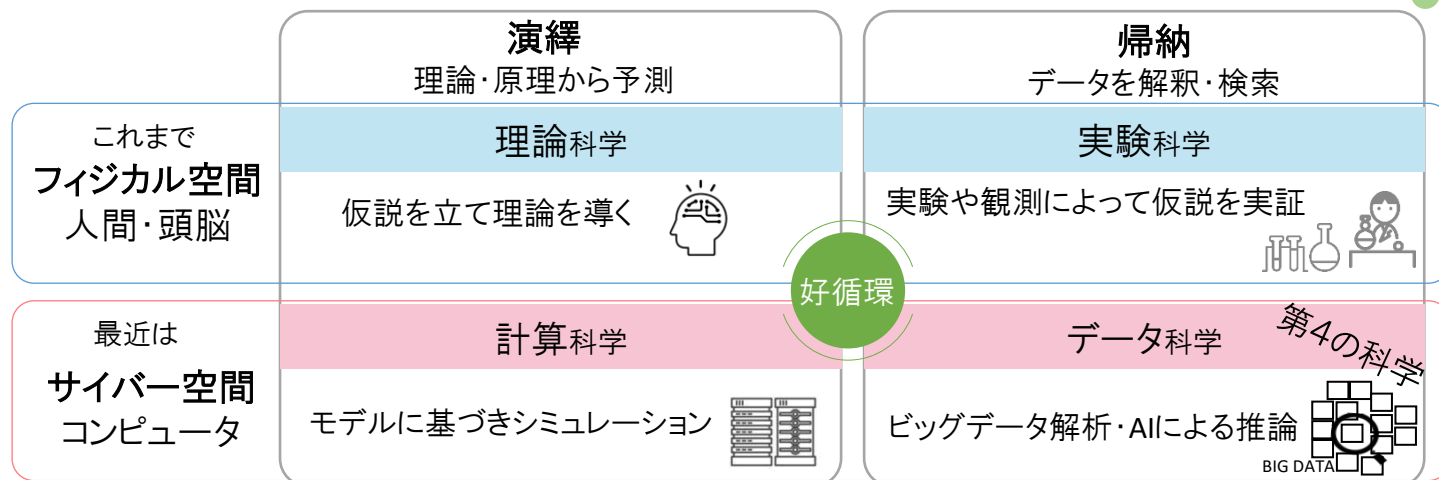 演繹
理論・原理から予測
帰納
データを解釈・検索
これまで
フィジカル空間
人間・頭脳
理論科学
仮説を立て理論を導く
実験科学
実験や観測によって仮説を実証
好循環
最近は
サイバー空間
コンピュータ
計算科学
モデルに基づきシミュレーション
データ科学
第4の科学
ビッグデータ解析・AIによる推論
BIG DATA